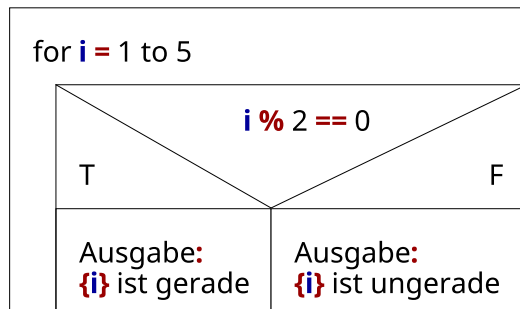 for i = 1 to 5
i % 2 == 0
T
F
Ausgabe:
{i} ist gerade
Ausgabe:
{i} ist ungerade